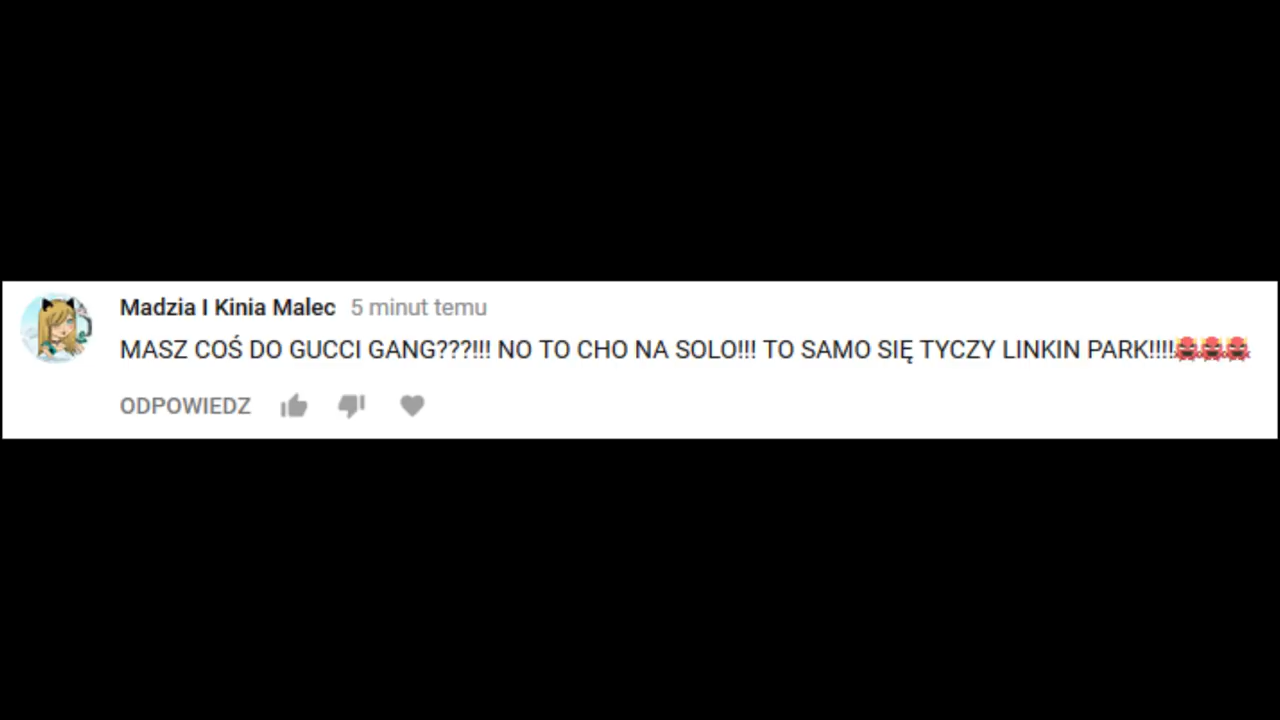 Madzia I Kinia Malec 5 minut temu
MASZ COŚ DO GUCCI GANG???!!! NO TO CHO NA SOLO!!! TO SAMO SIĘ TYCZY LINKIN PARK!!!!
ODPOWIEDZ